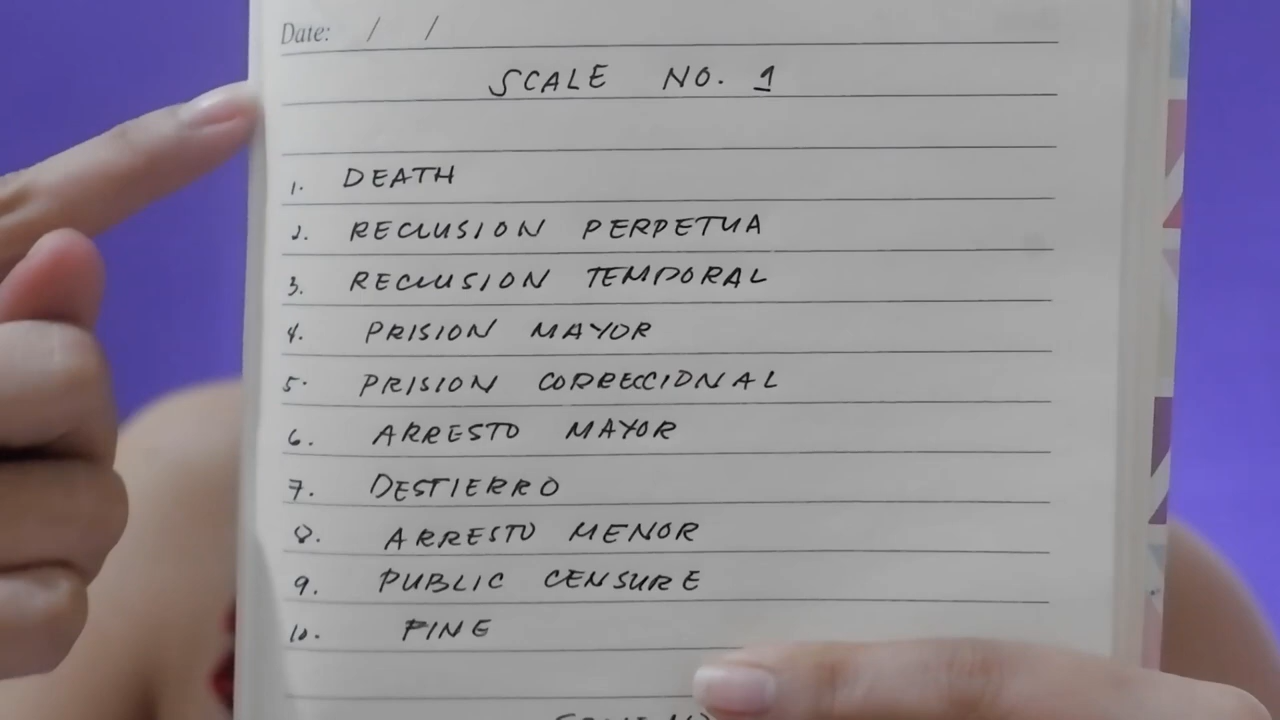 Date: / /
SCALE NO. 1
1. DEATH
2. RECLUSION PERPETUA
3. RECLUSION TEMPORAL
4. PRISION MAYOR
5. PRISION CORRECCIONAL
6. ARRESTO MAYOR
7. DESTIERRO
8. ARRESTO MENOR
9. PUBLIC CENSURE
10. FINE